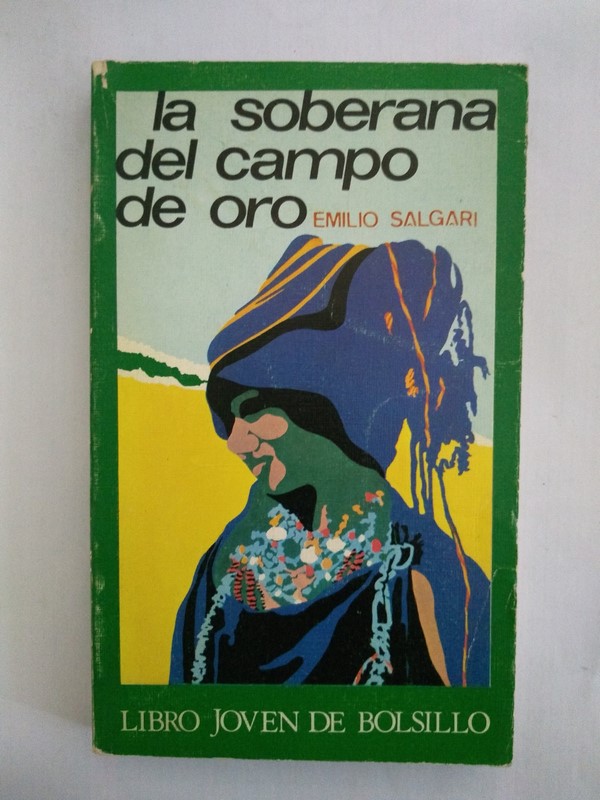 la soberana
del campo
de oro EMILIO SALGARI
LIBRO JOVEN DE BOLSILLO